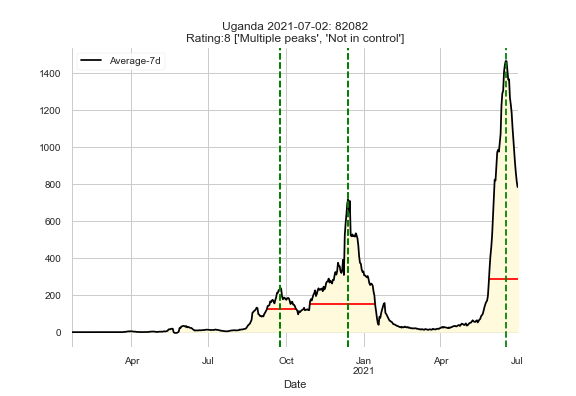 Uganda 2021-07-02: 82082
Rating:8 ['Multiple peaks', 'Not in control']
Average-7d
1400
1200
1000
800
600
400
200
0
Apr
Jul
Oct
Jan
2021
Apr
Jul
Date